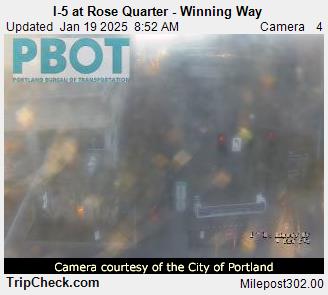 I-5 at Rose Quarter - Winning Way
Updated Jan 19 2025 8:52 AM Camera 4
PBOT
PORTLAND BUREAU OF TRANSPORTATION
Camera courtesy of the City of Portland
TripCheck.com Milepost302.00